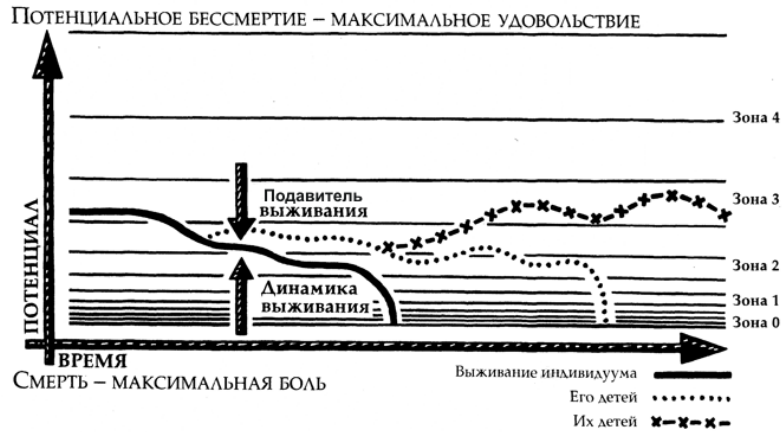 ПОТЕНЦИАЛЬНОЕ БЕССМЕРТИЕ – МАКСИМАЛЬНОЕ УДОВОЛЬСТВИЕ
Зона 4
Зона 3
Подавитель
выживания
ПОТЕНЦИАЛ
Зона 2
Динамика
выживания
Зона 1
Зона 0
ВРЕМЯ
СМЕРТЬ – МАКСИМАЛЬНАЯ БОЛЬ
Выживание индивидуума
Его детей
Их детей